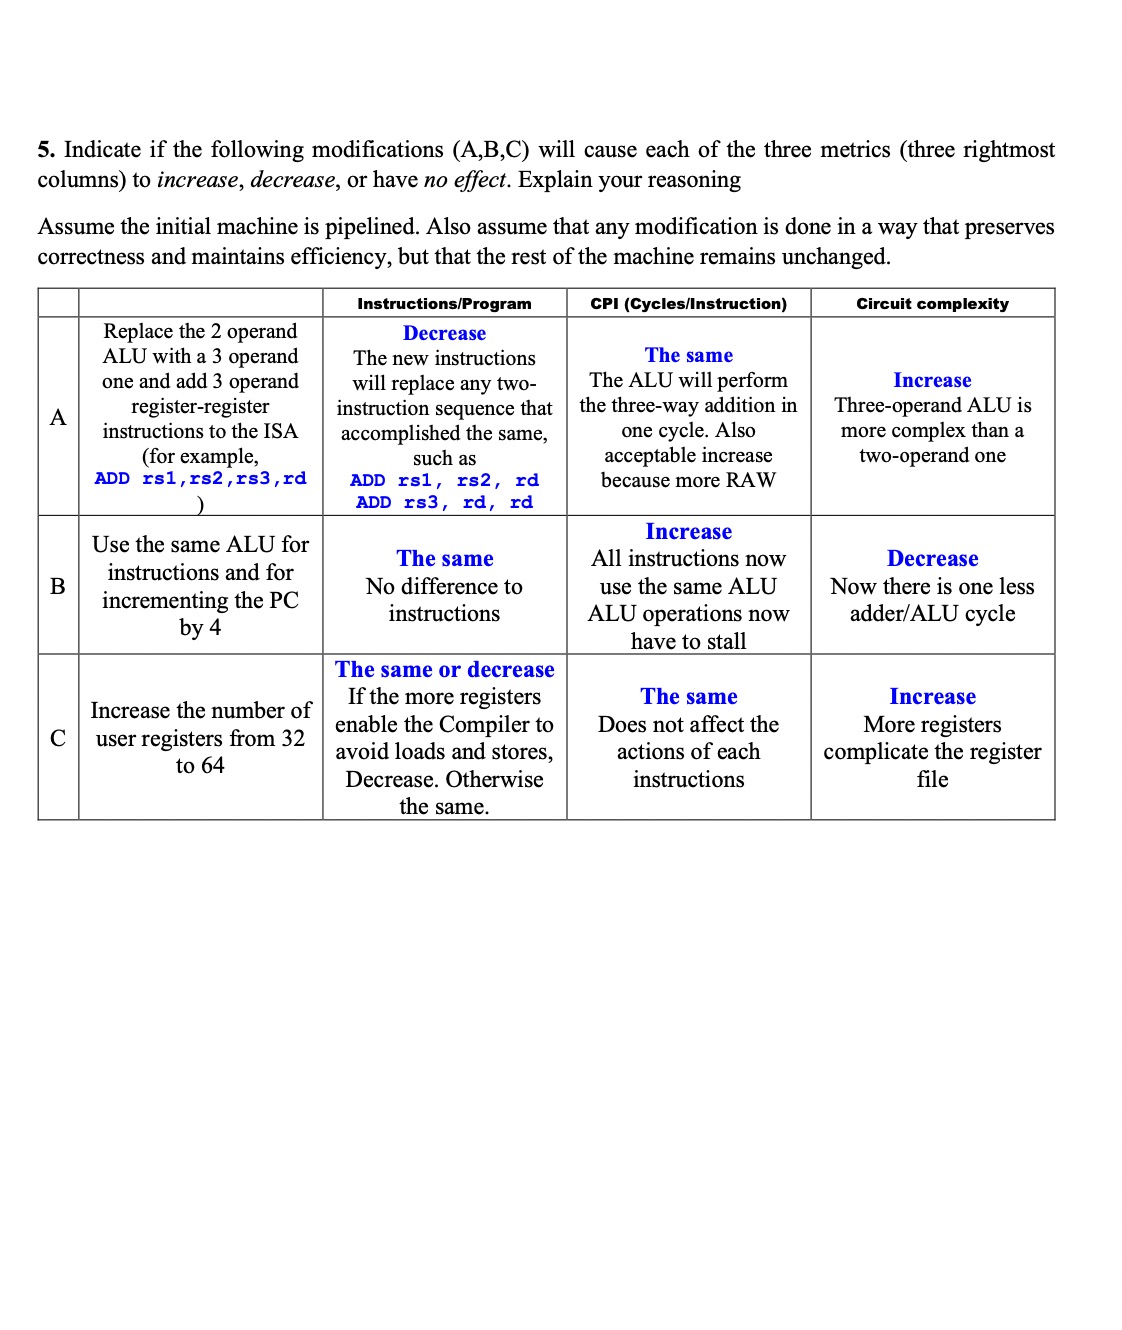 5. Indicate if the following modifications (A,B,C) will cause each of the three metrics (three rightmost
columns) to increase, decrease, or have no effect. Explain your reasoning
Assume the initial machine is pipelined. Also assume that any modification is done in a way that preserves
correctness and maintains efficiency, but that the rest of the machine remains unchanged.
Instructions/Program
CPI (Cycles/Instruction)
Circuit complexity
A
Replace the 2 operand
ALU with a 3 operand
one and add 3 operand
register-register
instructions to the ISA
(for example,
ADD rs1,rs2,rs3,rd
)
Decrease
The new instructions
will replace any two-
instruction sequence that
accomplished the same,
such as
ADD rs1, rs2, rd
ADD rs3, rd, rd
The same
The ALU will perform
the three-way addition in
one cycle. Also
acceptable increase
because more RAW
Increase
Three-operand ALU is
more complex than a
two-operand one
B
Use the same ALU for
instructions and for
incrementing the PC
by 4
The same
No difference to
instructions
Increase
All instructions now
use the same ALU
ALU operations now
have to stall
Decrease
Now there is one less
adder/ALU cycle
C
Increase the number of
user registers from 32
to 64
The same or decrease
If the more registers
enable the Compiler to
avoid loads and stores,
Decrease. Otherwise
the same.
The same
Does not affect the
actions of each
instructions
Increase
More registers
complicate the register
file